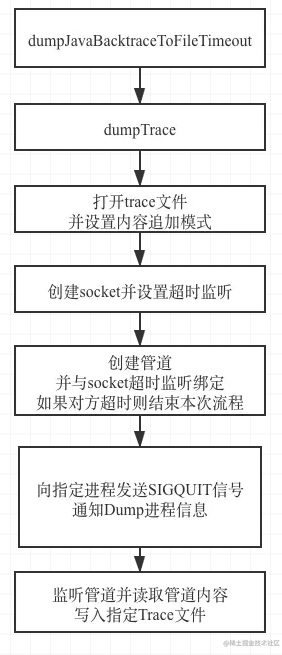 dumpJavaBacktraceToFileTimeout
dumpTrace
打开trace文件
并设置内容追加模式
创建socket并设置超时监听
创建管道
并与socket超时监听绑定
如果对方超时则结束本次流程
向指定进程发送SIGQUIT信号
通知Dump进程信息
监听管道并读取管道内容
写入指定Trace文件
@稀土掘金技术社区